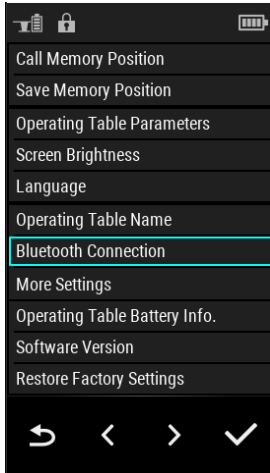 Call Memory Position
Save Memory Position
Operating Table Parameters
Screen Brightness
Language
Operating Table Name
Bluetooth Connection
More Settings
Operating Table Battery Info.
Software Version
Restore Factory Settings